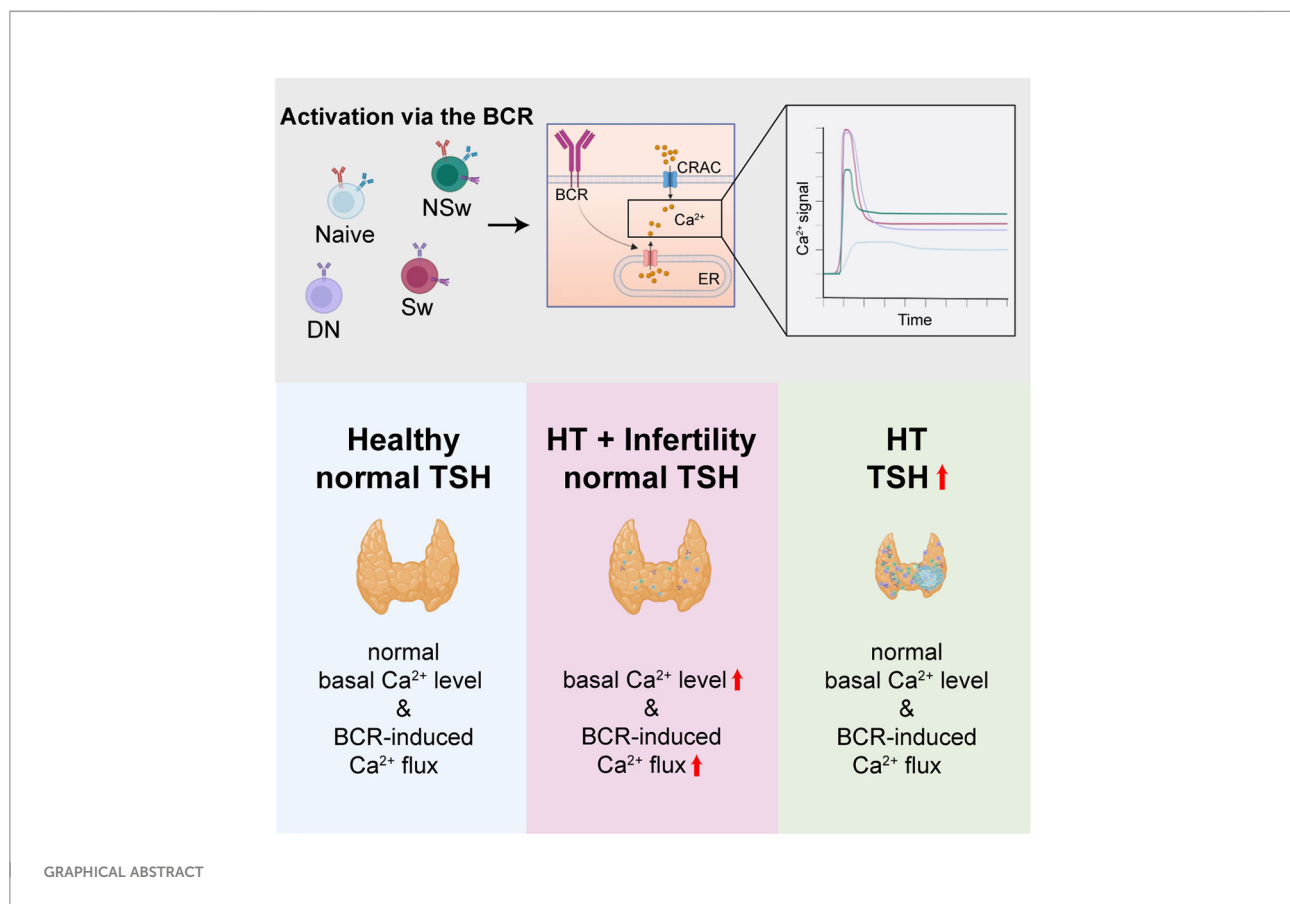 Activation via the BCR
Naive
NSw
DN
Sw
BCR
CRAC
Ca²⁺
ER
Ca²⁺ signal
Time
Healthy
normal TSH
HT + Infertility
normal TSH
HT
TSH
normal
basal Ca²⁺ level
&
BCR-induced
Ca²⁺ flux
basal Ca²⁺ level
&
BCR-induced
Ca²⁺ flux
normal
basal Ca²⁺ level
&
BCR-induced
Ca²⁺ flux
GRAPHICAL ABSTRACT